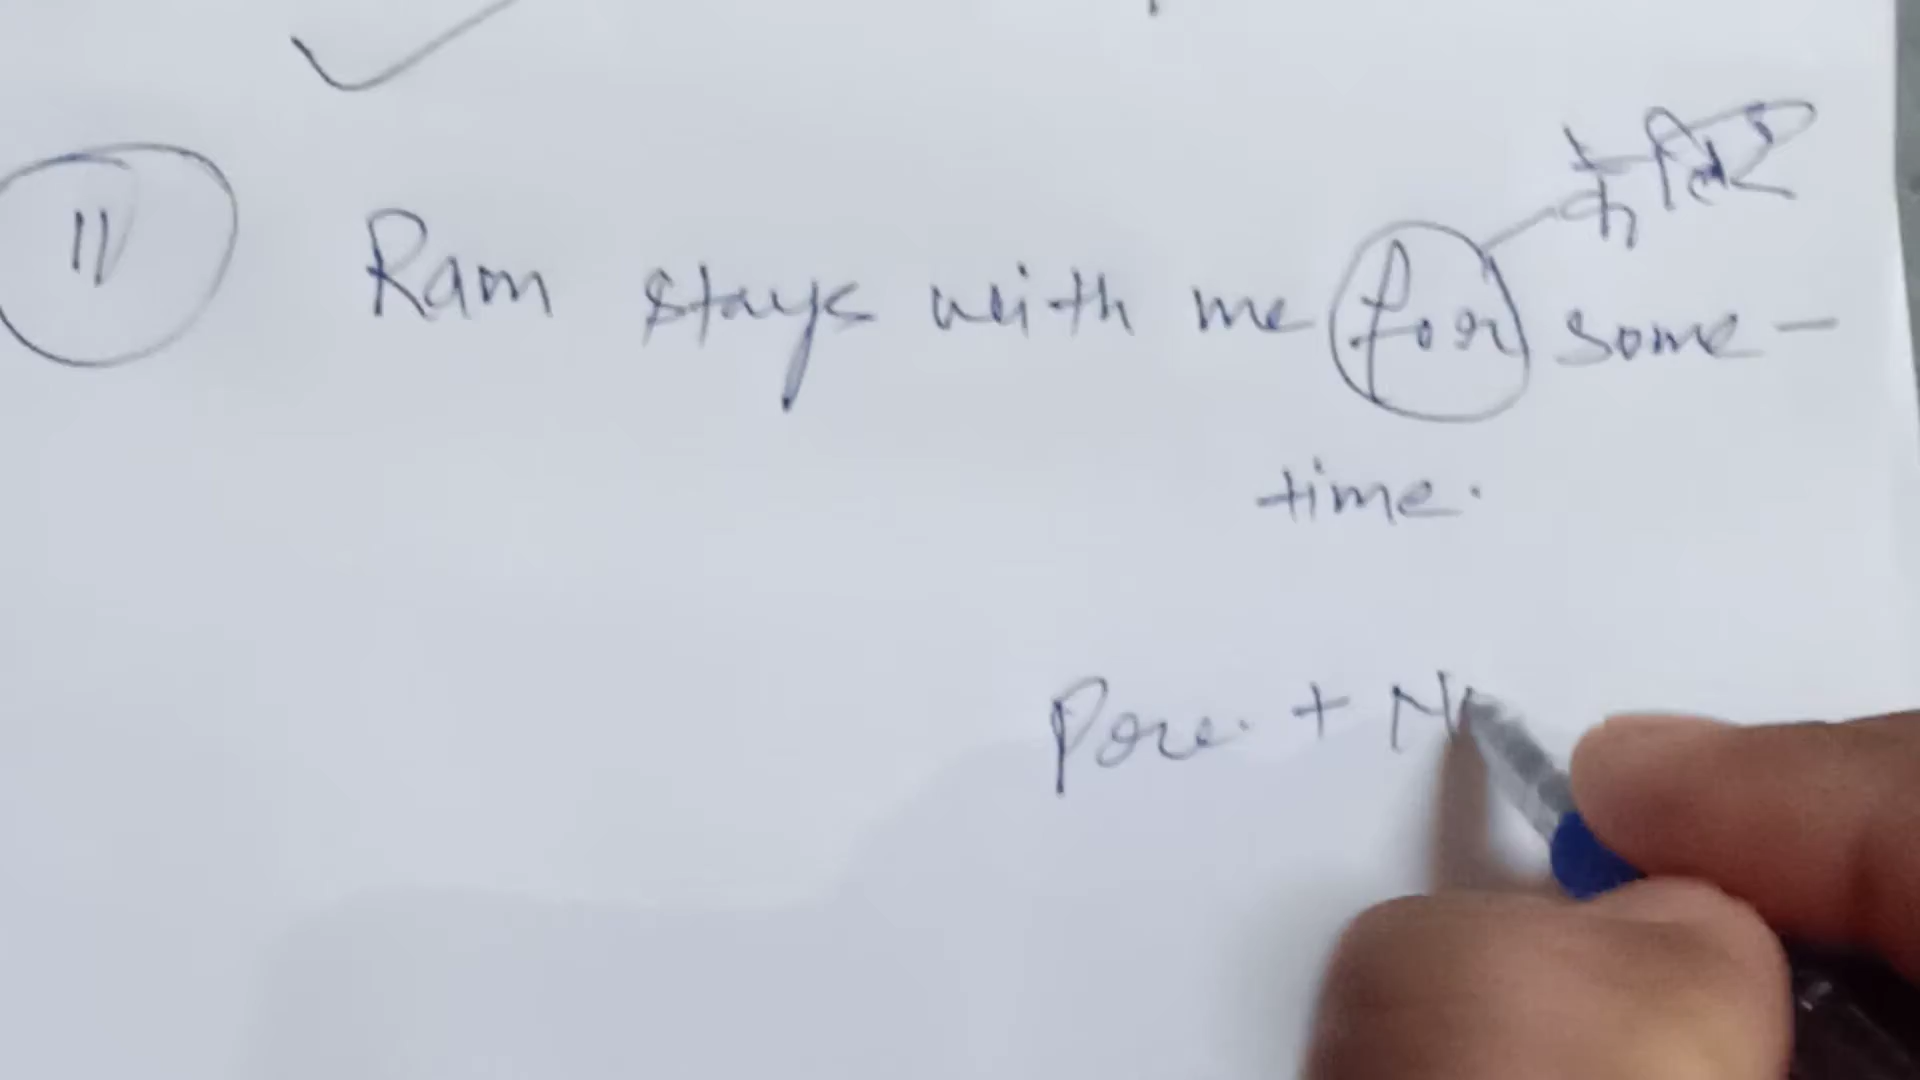 के लिए
11 Ram stays with me for some-
time.
Pre. + N